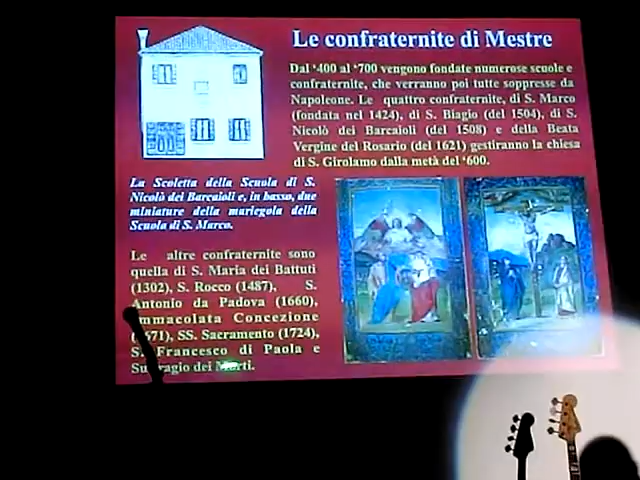 Le confraternite di Mestre
Dal '400 al '700 vengono fondate numerose scuole e
confraternite, che verranno poi tutte soppresse da
Napoleone. Le quattro confraternite, di S. Marco
(fondata nel 1424), di S. Biagio (del 1504), di S.
Nicolò dei Barcaioli (del 1508) e della Beata
Vergine del Rosario (del 1621) gestiranno la chiesa
di S. Girolamo dalla metà del '600.
La Scoletta della Scuola di S.
Nicolò dei Barcaioli e, in basso, due
miniature della mariegola della
Scuola di S. Marco.
Le altre confraternite sono
quella di S. Maria dei Battuti
(1302), S. Rocco (1487), S.
Antonio da Padova (1660),
Immacolata Concezione
(1671), SS. Sacramento (1724),
S. Francesco di Paola e
Suffragio dei Morti.